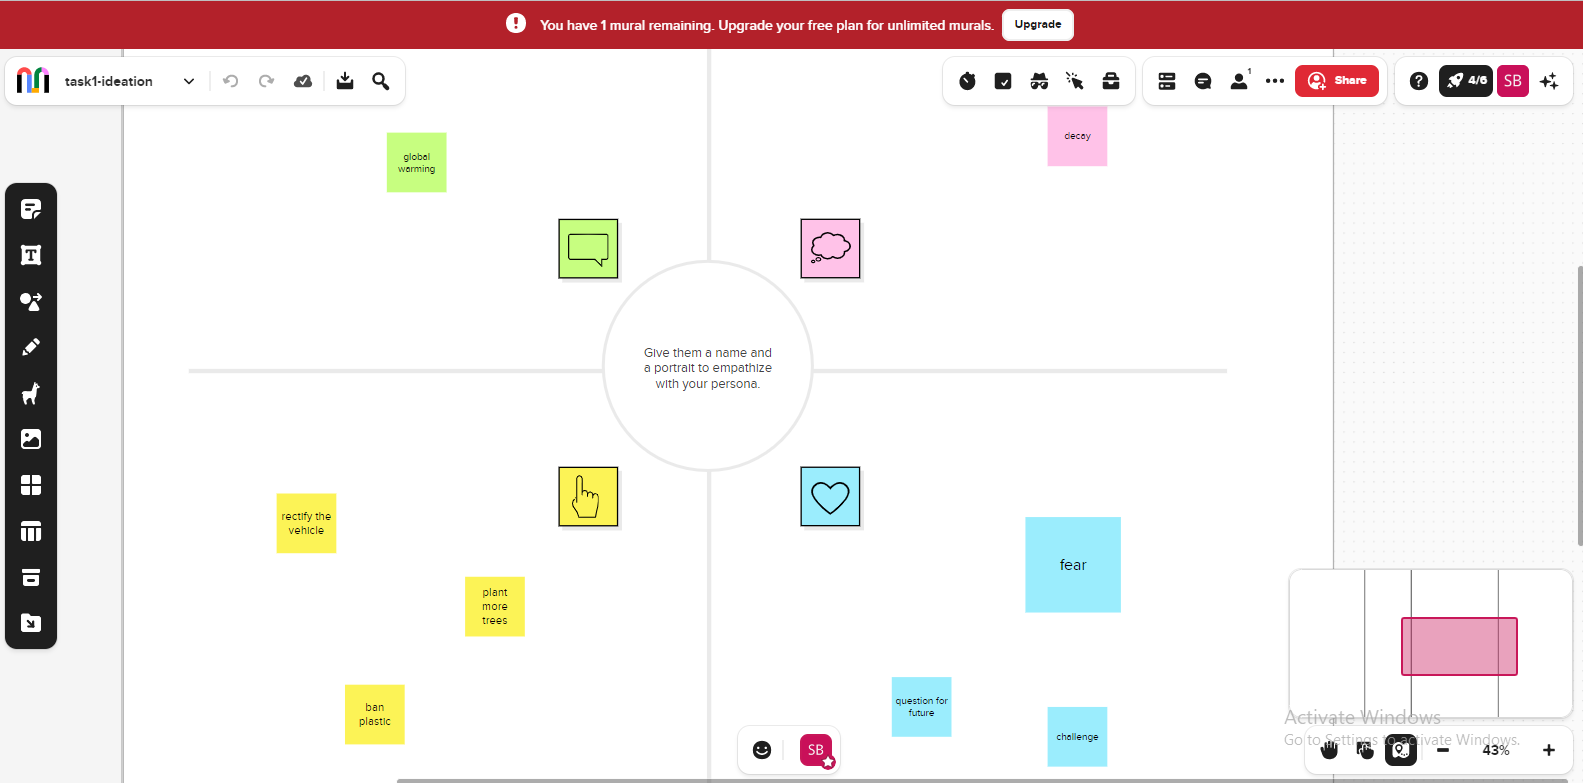 You have 1 mural remaining. Upgrade your free plan for unlimited murals.
Upgrade
task1-ideation
1
Share
4/6
SB
global
warming
decay
Give them a name and
a portrait to empathize
with your persona.
rectify the
vehicle
plant
more
trees
ban
plastic
fear
question for
future
challenge
SB
Activate Windows
Go to Settings to activate Windows.
43%